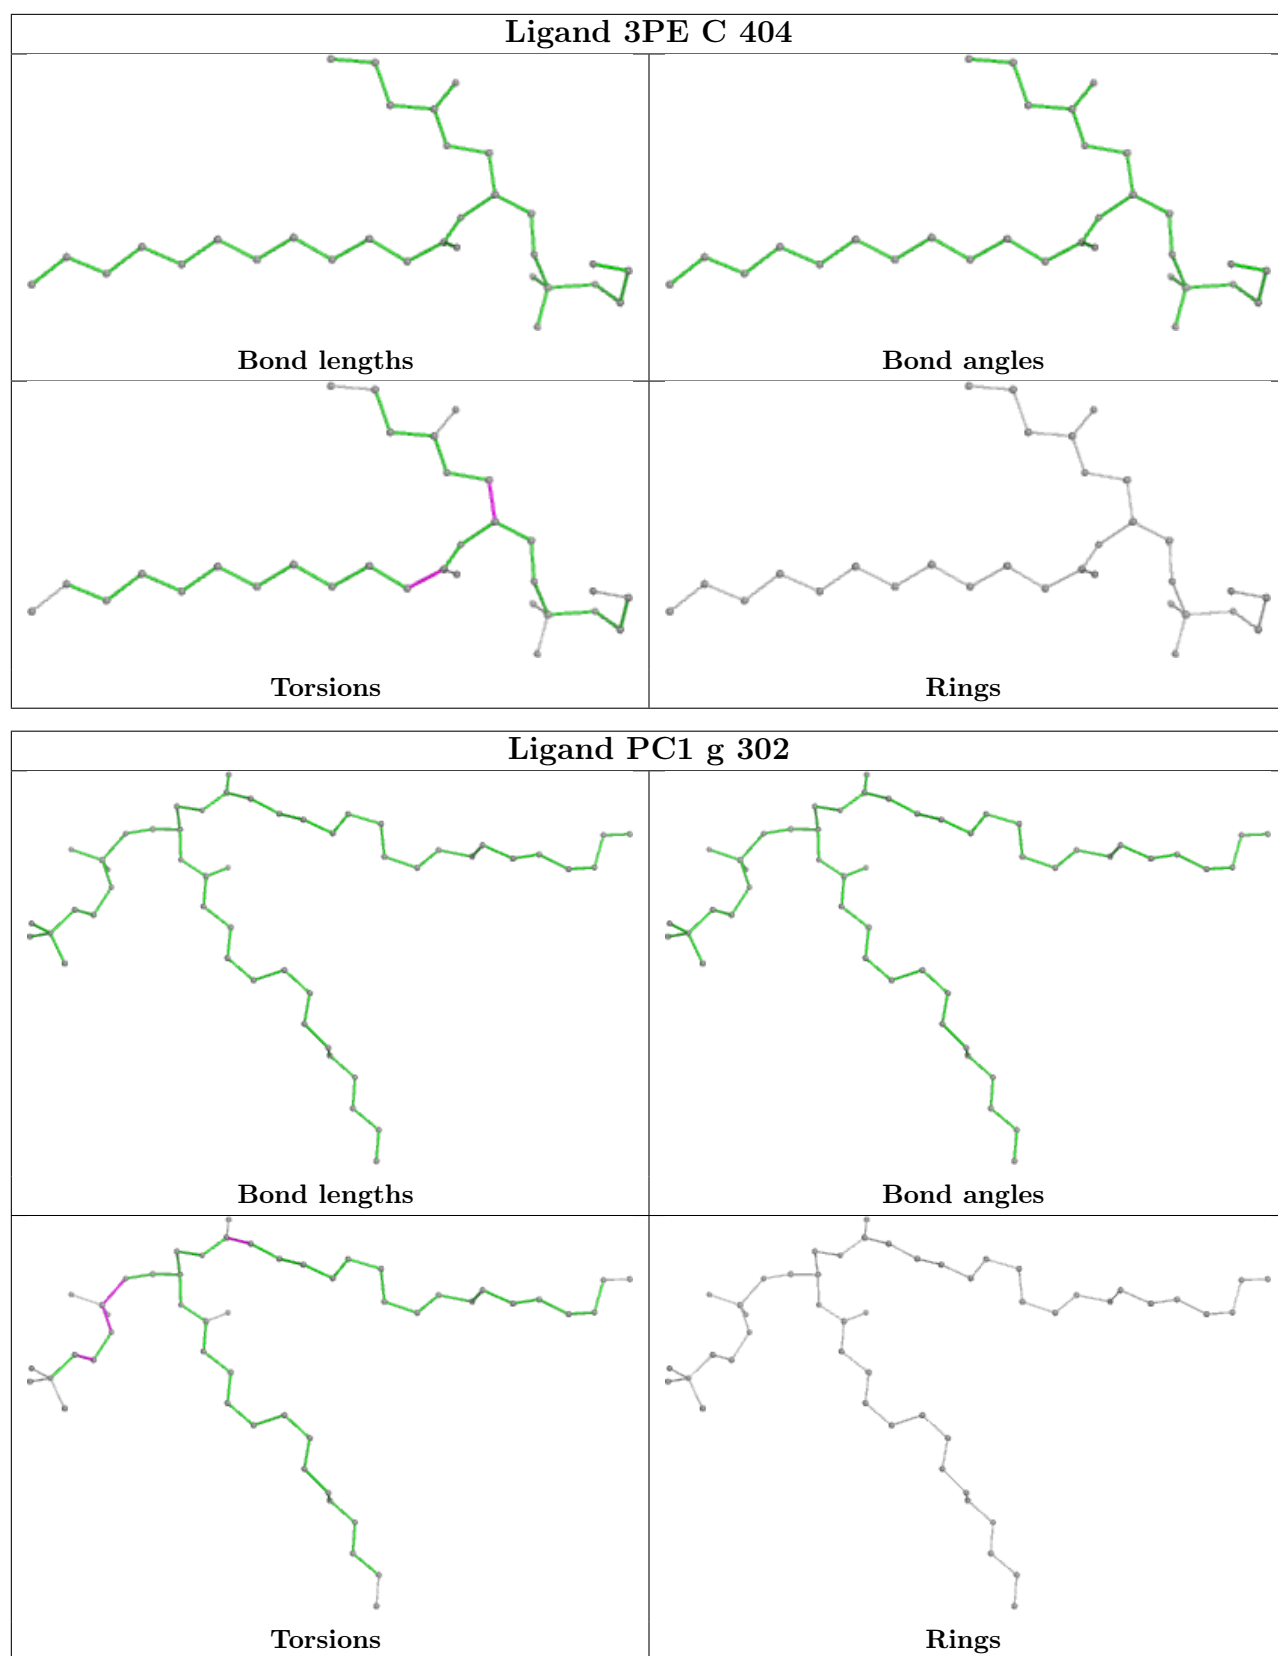 Ligand 3PE C 404
Bond lengths
Bond angles
Torsions
Rings
Ligand PC1 g 302
Bond lengths
Bond angles
Torsions
Rings